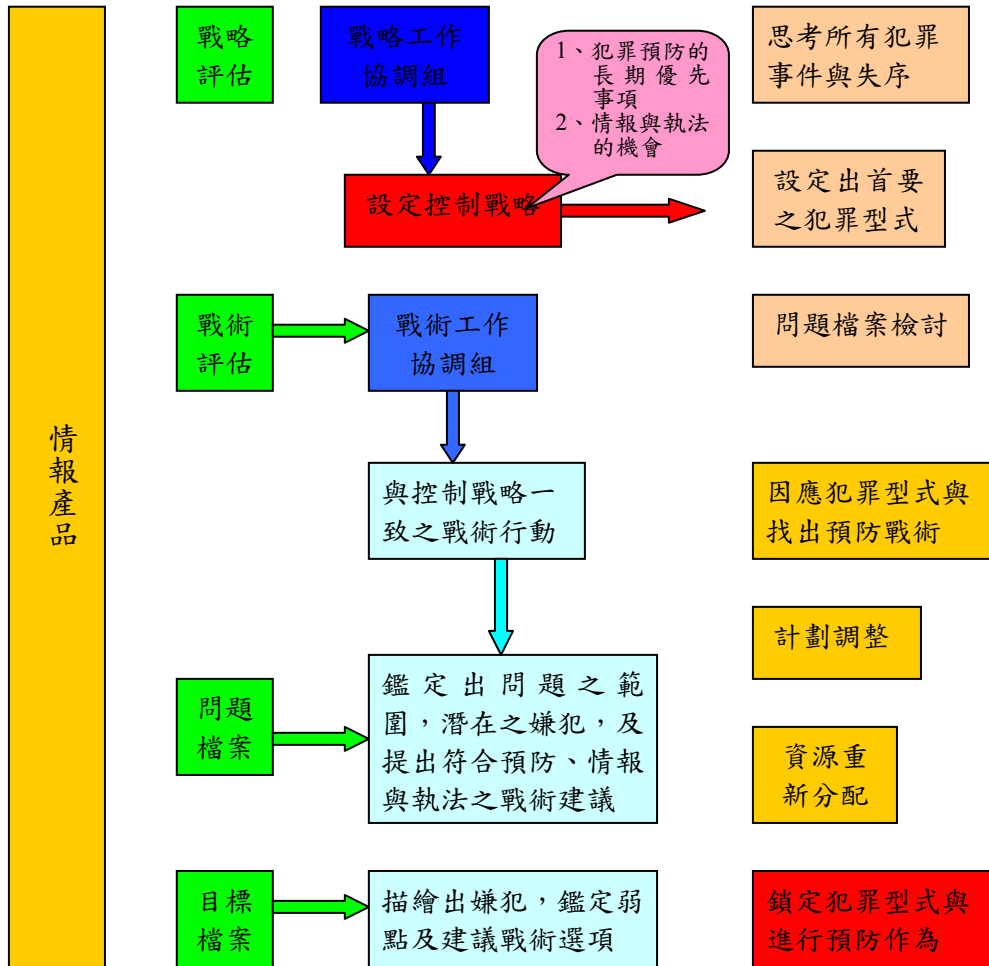 情報產品
戰略
評估
戰略工作
協調組
1、犯罪預防的
長期優先
事項
2、情報與執法
的機會
思考所有犯罪
事件與失序
設定控制戰略
設定出首要
之犯罪型式
戰術
評估
戰術工作
協調組
問題檔案檢討
與控制戰略一
致之戰術行動
因應犯罪型式與
找出預防戰術
計劃調整
問題
檔案
鑑定出問題之範
圍，潛在之嫌犯，及
提出符合預防、情報
與執法之戰術建議
資源重
新分配
目標
檔案
描繪出嫌犯，鑑定弱
點及建議戰術選項
鎖定犯罪型式與
進行預防作為